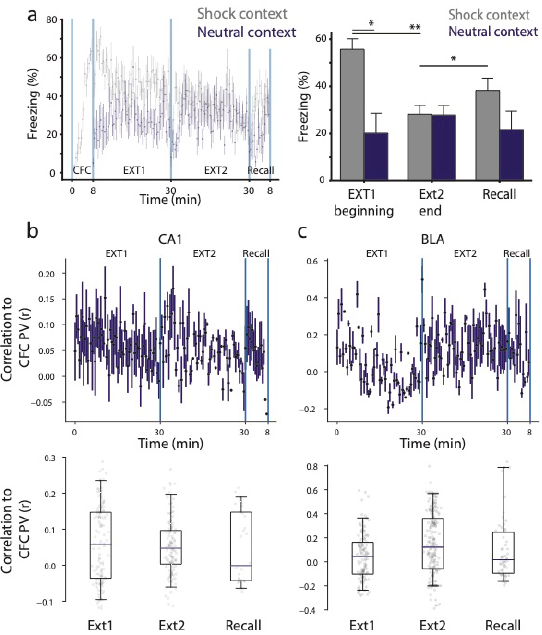 a
Shock context
Neutral context
Freezing (%)
80
60
40
20
0
CFC
EXT1
EXT2
Recall
0
8
30
30
8
Time (min)
Shock context
Neutral context
*
**
*
Freezing (%)
60
40
20
0
EXT1
beginning
Ext2
end
Recall
b
CA1
EXT1
EXT2
Recall
Correlation to
CFC PV (r)
0.20
0.15
0.10
0.05
0.00
−0.05
0
30
30
8
Time (min)
c
BLA
EXT1
EXT2
Recall
0.6
0.4
0.2
0.0
−0.2
0
30
30
8
Time (min)
Correlation to
CFC PV (r)
0.3
0.2
0.1
0.0
−0.1
Ext1
Ext2
Recall
0.8
0.6
0.4
0.2
0.0
−0.2
−0.4
Ext1
Ext2
Recall